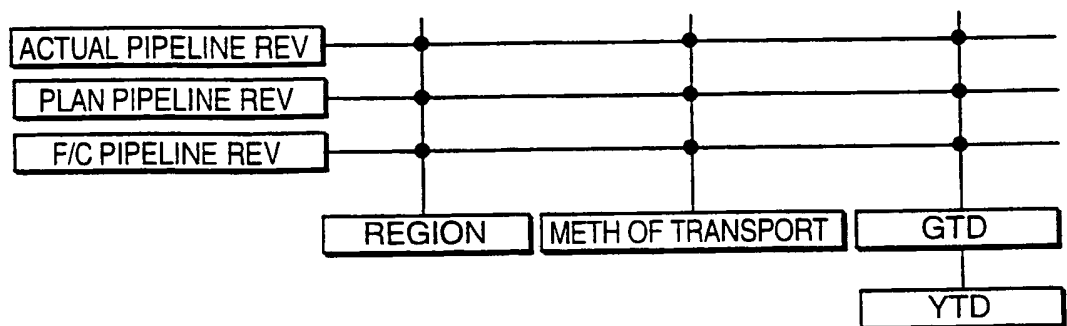 ACTUAL PIPELINE REV
PLAN PIPELINE REV
F/C PIPELINE REV
REGION
METH OF TRANSPORT
GTD
YTD